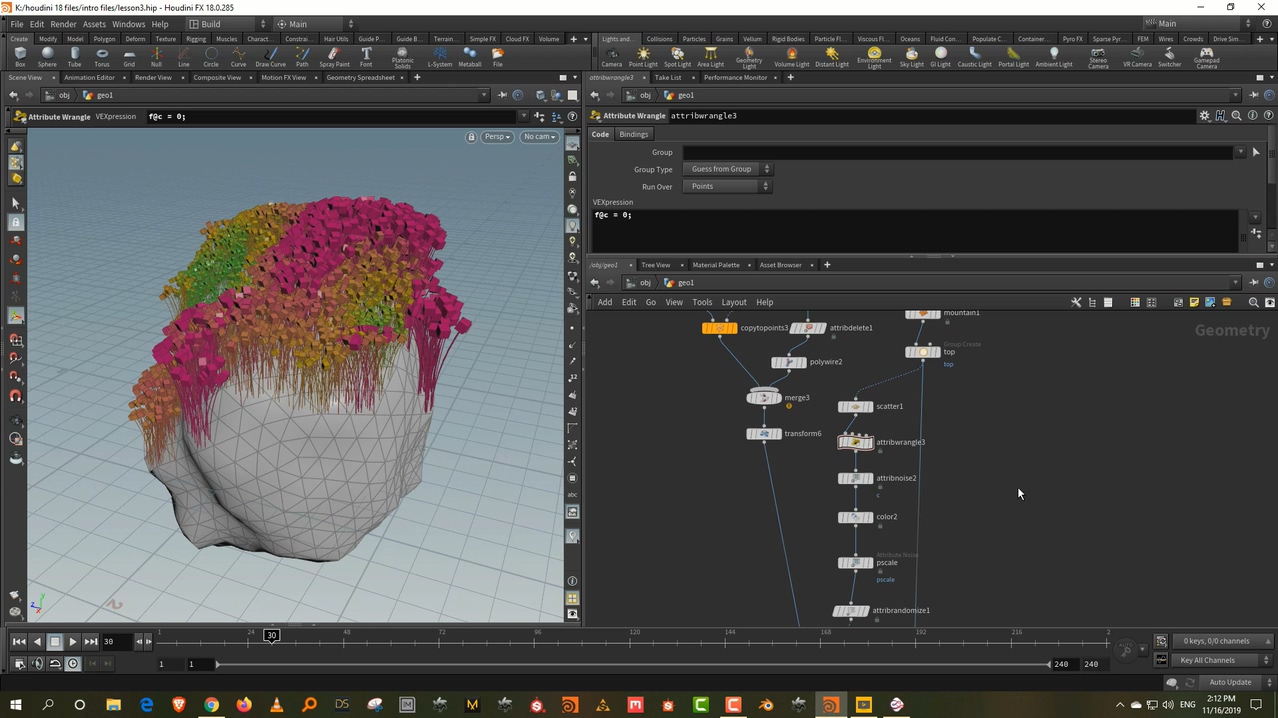 K:/houdini 18 files/intro files/lesson3.hip - Houdini FX 18.0.285
File Edit Render Assets Windows Help Build Main Main
Create Modify Model Polygon Deform Texture Rigging Muscles Charact... Constrai... Hair Utils Guide P... Guide B... Terrain... Simple FX Cloud FX Volume
Lights and... Collisions Particles Grains Vellum Rigid Bodies Particle Fl... Viscous Fl... Oceans Fluid Con... Populate C... Container... Pyro FX Sparse Pyr... FEM Wires Crowds Drive Sim...
Box Sphere Tube Torus Grid Null Line Circle Curve Draw Curve Path Spray Paint Font Platonic Solids L-System Metaball File
Camera Point Light Spot Light Area Light Geometry Light Volume Light Distant Light Environment Light Sky Light GI Light Caustic Light Portal Light Ambient Light Stereo Camera VR Camera Switcher Gamepad Camera
Scene View Animation Editor Render View Composite View Motion FX View Geometry Spreadsheet
attribwrangle3 Take List Performance Monitor
obj geo1
obj geo1
Attribute Wrangle VEXpression f@c = 0;
Attribute Wrangle attribwrangle3
Persp No cam
Code Bindings
Group
Group Type Guess from Group
Run Over Points
VEXpression
f@c = 0;
/obj/geo1 Tree View Material Palette Asset Browser
obj geo1
Add Edit Go View Tools Layout Help
Geometry
mountain1
copytopoints3
attribdelete1
Group Create
top
top
polywire2
merge3
scatter1
transform6
attribwrangle3
attribnoise2
c
color2
Attribute Noise
pscale
pscale
attribrandomize1
abc
30
1 24 30 48 72 96 120 144 168 192 216 2
0 keys, 0/0 channels
1 1 240 240
Key All Channels
Auto Update
ENG 2:12 PM
11/16/2019